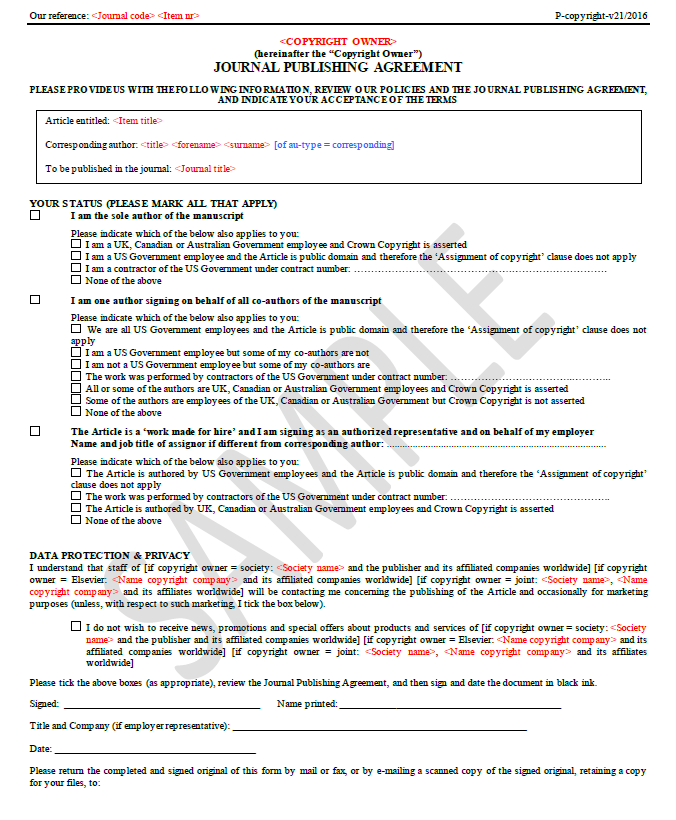 Our reference: <Journal code> <Item nr> P-copyright-v21/2016
<COPYRIGHT OWNER>
(hereinafter the “Copyright Owner”)
JOURNAL PUBLISHING AGREEMENT
PLEASE PROVIDE US WITH THE FOLLOWING INFORMATION, REVIEW OUR POLICIES AND THE JOURNAL PUBLISHING AGREEMENT,
AND INDICATE YOUR ACCEPTANCE OF THE TERMS
Article entitled: <Item title>
Corresponding author: <title> <forename> <surname> [of au-type = corresponding]
To be published in the journal: <Journal title>
YOUR STATUS (PLEASE MARK ALL THAT APPLY)
I am the sole author of the manuscript
Please indicate which of the below also applies to you:
I am a UK, Canadian or Australian Government employee and Crown Copyright is asserted
I am a US Government employee and the Article is public domain and therefore the ‘Assignment of copyright’ clause does not apply
I am a contractor of the US Government under contract number: ……………………………………………………………………
None of the above
I am one author signing on behalf of all co-authors of the manuscript
Please indicate which of the below also applies to you:
We are all US Government employees and the Article is public domain and therefore the ‘Assignment of copyright’ clause does not
apply
I am a US Government employee but some of my co-authors are not
I am not a US Government employee but some of my co-authors are
The work was performed by contractors of the US Government under contract number: …………………………………………..
All or some of the authors are UK, Canadian or Australian Government employees and Crown Copyright is asserted
Some of the authors are employees of the UK, Canadian or Australian Government but Crown Copyright is not asserted
None of the above
The Article is a ‘work made for hire’ and I am signing as an authorized representative and on behalf of my employer
Name and job title of assignor if different from corresponding author: ........................................................................................
Please indicate which of the below also applies to you:
The Article is authored by US Government employees and the Article is public domain and therefore the ‘Assignment of copyright’
clause does not apply
The work was performed by contractors of the US Government under contract number: ………………………………………….
The Article is authored by UK, Canadian or Australian Government employees and Crown Copyright is asserted
None of the above
DATA PROTECTION & PRIVACY
I understand that staff of [if copyright owner = society: <Society name> and the publisher and its affiliated companies worldwide] [if copyright
owner = Elsevier: <Name copyright company> and its affiliated companies worldwide] [if copyright owner = joint: <Society name>, <Name
copyright company> and its affiliates worldwide] will be contacting me concerning the publishing of the Article and occasionally for marketing
purposes (unless, with respect to such marketing, I tick the box below).
I do not wish to receive news, promotions and special offers about products and services of [if copyright owner = society: <Society
name> and the publisher and its affiliated companies worldwide] [if copyright owner = Elsevier: <Name copyright company> and its
affiliated companies worldwide] [if copyright owner = joint: <Society name>, <Name copyright company> and its affiliates
worldwide]
Please tick the above boxes (as appropriate), review the Journal Publishing Agreement, and then sign and date the document in black ink.
Signed: ________________________________________ Name printed: _____________________________________________
Title and Company (if employer representative): ____________________________________________________________
Date: _________________________________________
Please return the completed and signed original of this form by mail or fax, or by e-mailing a scanned copy of the signed original, retaining a copy
for your files, to:
SAMPLE